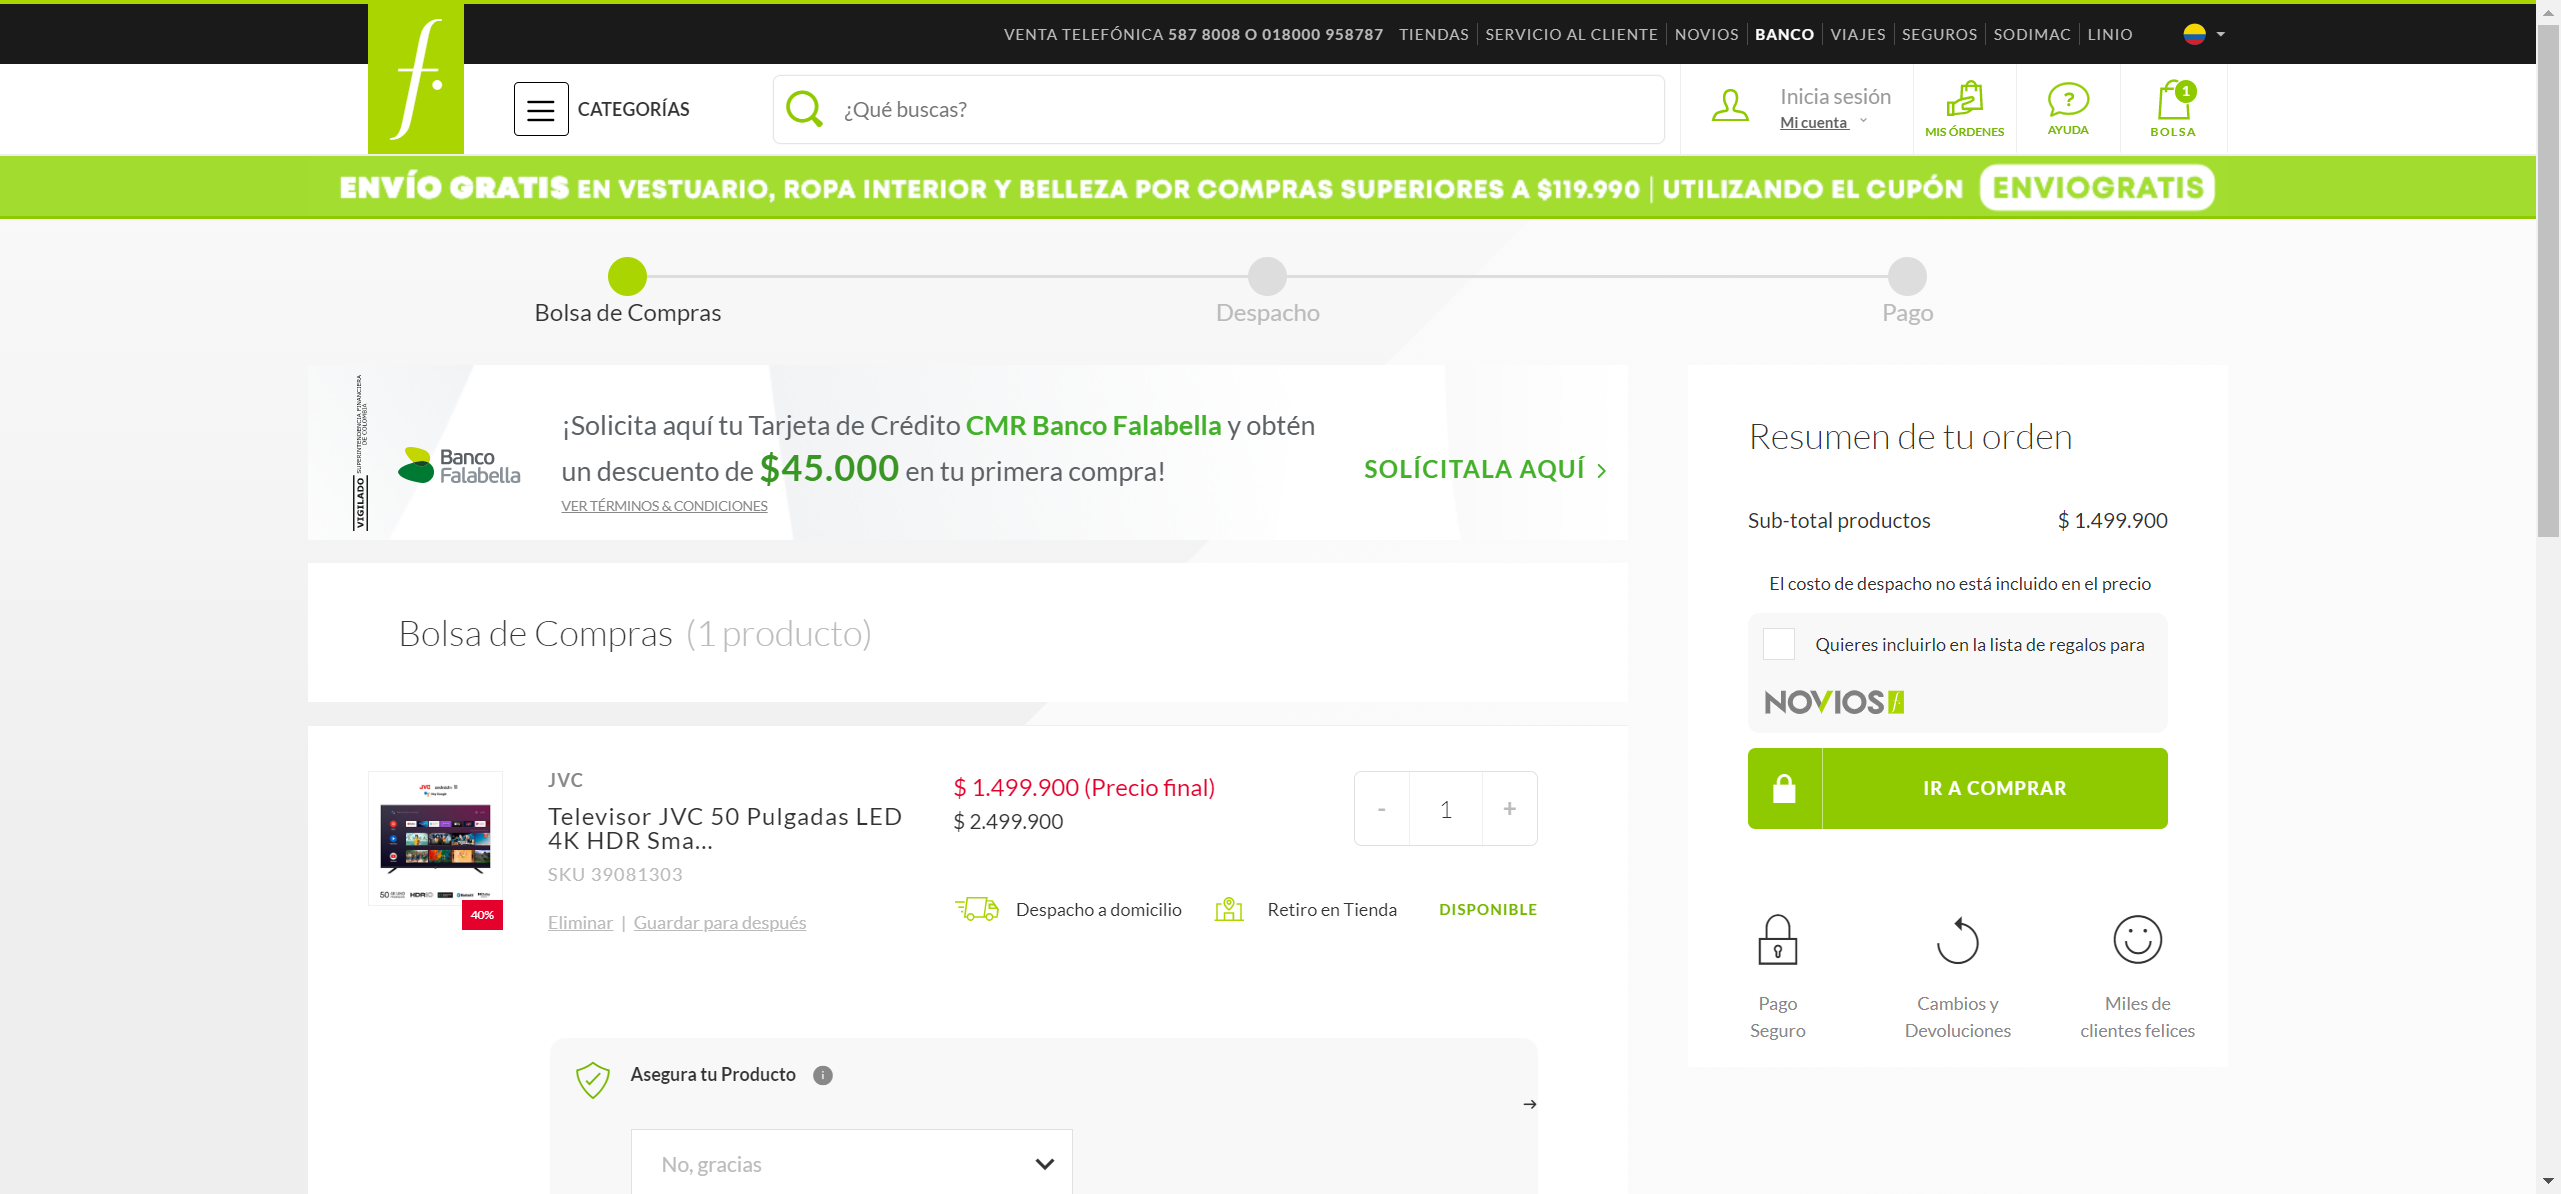 VENTA TELEFÓNICA 587 8008 O 018000 958787 TIENDAS SERVICIO AL CLIENTE NOVIOS BANCO VIAJES SEGUROS SODIMAC LINIO
f.
CATEGORÍAS
¿Qué buscas?
Inicia sesión
Mi cuenta
MIS ÓRDENES
?
AYUDA
1
BOLSA
ENVÍO GRATIS EN VESTUARIO, ROPA INTERIOR Y BELLEZA POR COMPRAS SUPERIORES A $119.990 | UTILIZANDO EL CUPÓN ENVIOGRATIS
Bolsa de Compras
Despacho
Pago
VIGILADO SUPERINTENDENCIA FINANCIERA DE COLOMBIA
Banco
Falabella
¡Solicita aquí tu Tarjeta de Crédito CMR Banco Falabella y obtén
un descuento de $45.000 en tu primera compra!
VER TÉRMINOS & CONDICIONES
SOLÍCITALA AQUÍ >
Bolsa de Compras (1 producto)
JVC
Televisor JVC 50 Pulgadas LED
4K HDR Sma...
SKU 39081303
Eliminar | Guardar para después
40%
$ 1.499.900 (Precio final)
$ 2.499.900
- 1 +
Despacho a domicilio
Retiro en Tienda
DISPONIBLE
Asegura tu Producto i
No, gracias
Resumen de tu orden
Sub-total productos $ 1.499.900
El costo de despacho no está incluido en el precio
Quieres incluirlo en la lista de regalos para
NOVIOS f.
IR A COMPRAR
Pago
Seguro
Cambios y
Devoluciones
Miles de
clientes felices